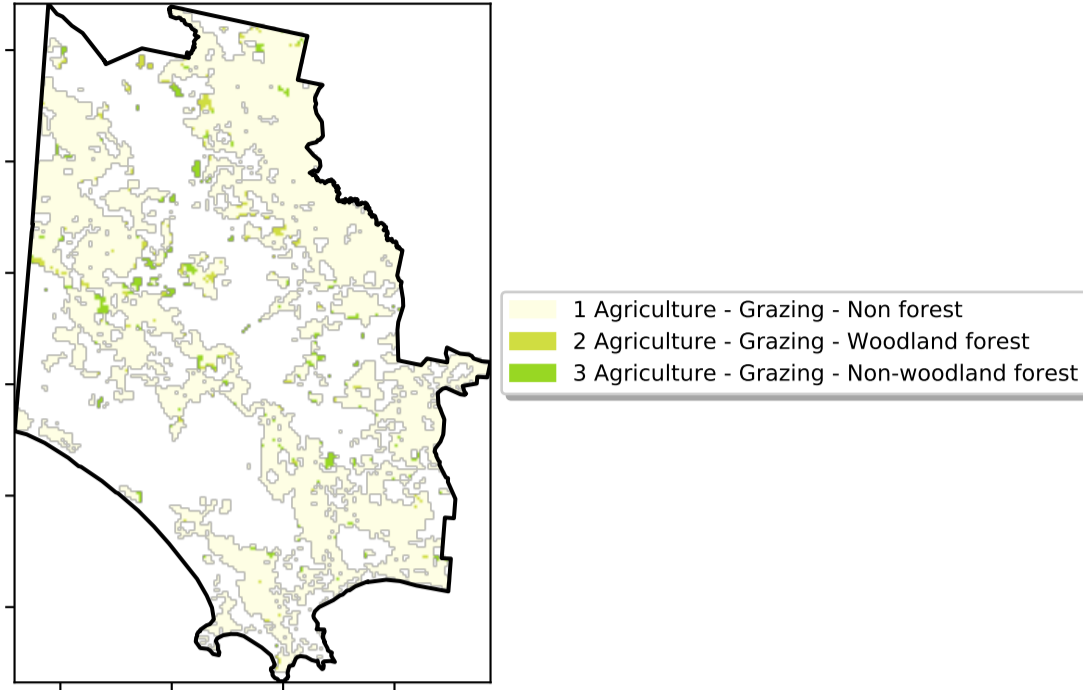 1 Agriculture - Grazing - Non forest
2 Agriculture - Grazing - Woodland forest
3 Agriculture - Grazing - Non-woodland forest